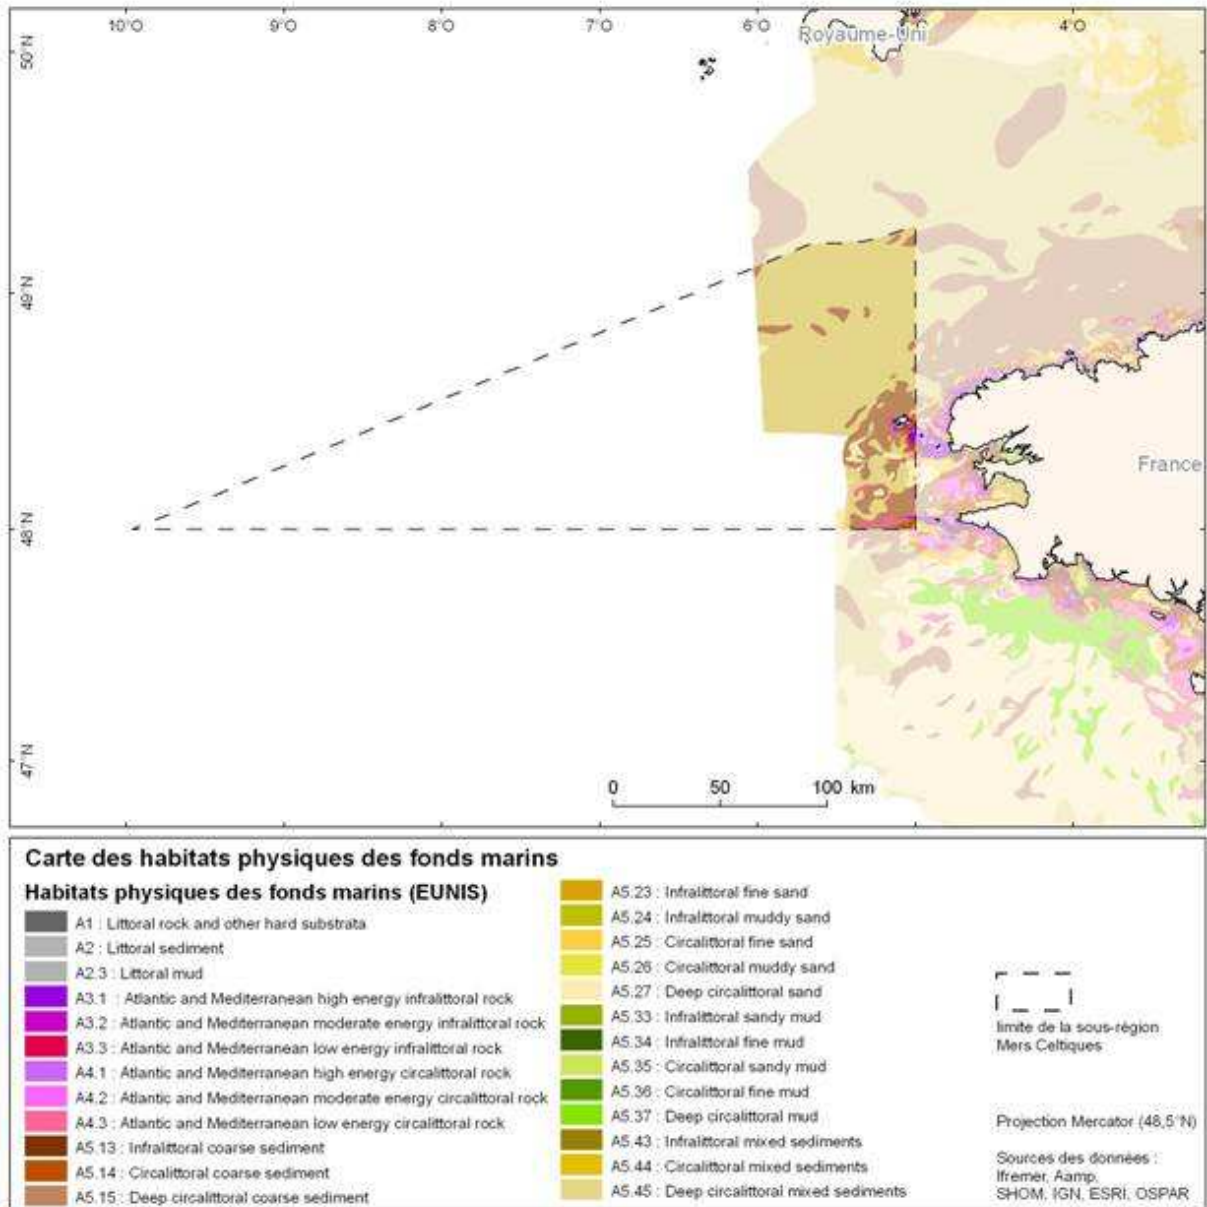 10°O 9°O 8°O 7°O 6°O 5°O 4°O
50°N
Royaume-Uni
49°N
France
48°N
47°N
0 50 100 km
Carte des habitats physiques des fonds marins
Habitats physiques des fonds marins (EUNIS)
A1 : Littoral rock and other hard substrata
A2 : Littoral sediment
A2.3 : Littoral mud
A3.1 : Atlantic and Mediterranean high energy infralittoral rock
A3.2 : Atlantic and Mediterranean moderate energy infralittoral rock
A3.3 : Atlantic and Mediterranean low energy infralittoral rock
A4.1 : Atlantic and Mediterranean high energy circalittoral rock
A4.2 : Atlantic and Mediterranean moderate energy circalittoral rock
A4.3 : Atlantic and Mediterranean low energy circalittoral rock
A5.13 : Infralittoral coarse sediment
A5.14 : Circalittoral coarse sediment
A5.15 : Deep circalittoral coarse sediment
A5.23 : Infralittoral fine sand
A5.24 : Infralittoral muddy sand
A5.25 : Circalittoral fine sand
A5.26 : Circalittoral muddy sand
A5.27 : Deep circalittoral sand
A5.33 : Infralittoral sandy mud
A5.34 : Infralittoral fine mud
A5.35 : Circalittoral sandy mud
A5.36 : Circalittoral fine mud
A5.37 : Deep circalittoral mud
A5.43 : Infralittoral mixed sediments
A5.44 : Circalittoral mixed sediments
A5.45 : Deep circalittoral mixed sediments
limite de la sous-région
Mers Celtiques
Projection Mercator (48,5°N)
Sources des données :
Ifremer, Aamp,
SHOM, IGN, ESRI, OSPAR